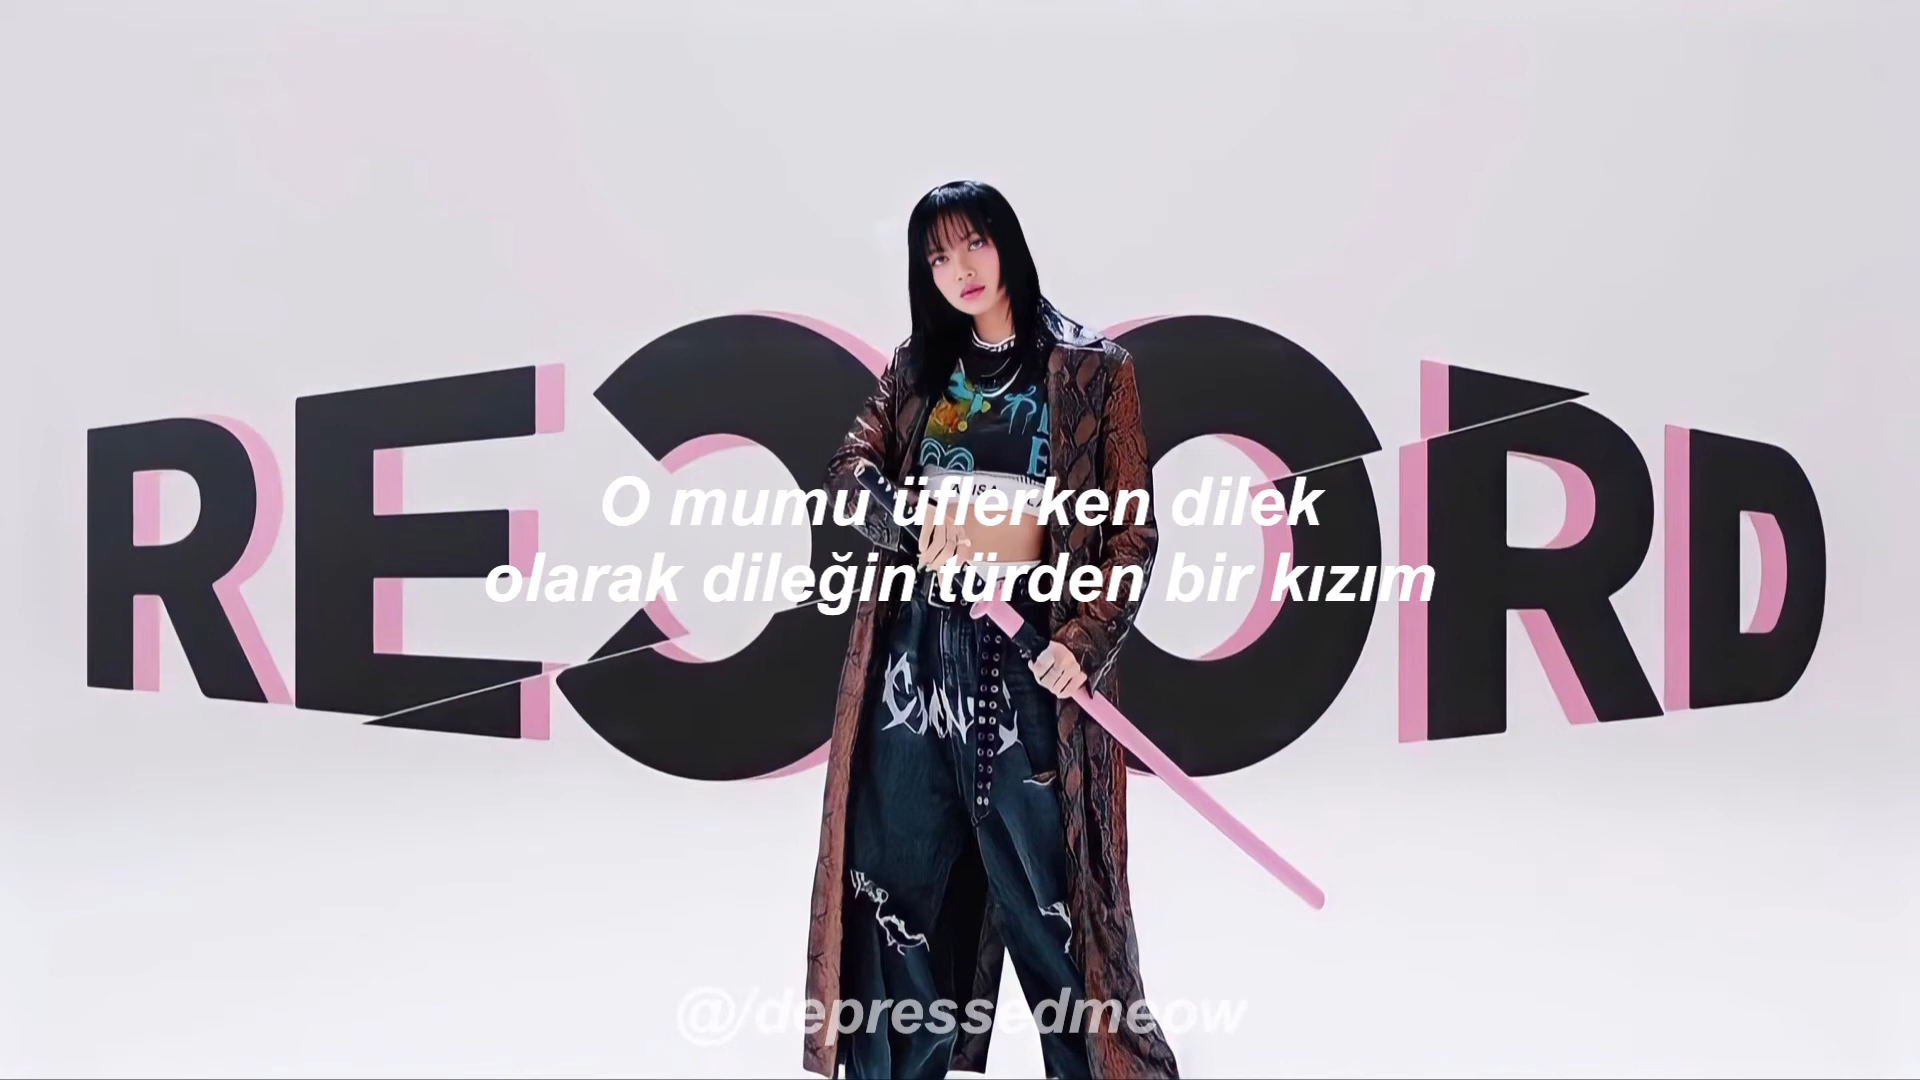 RECORD
O mumu üflerken dilek
olarak dileğin türden bir kızım
@/depressedmeow